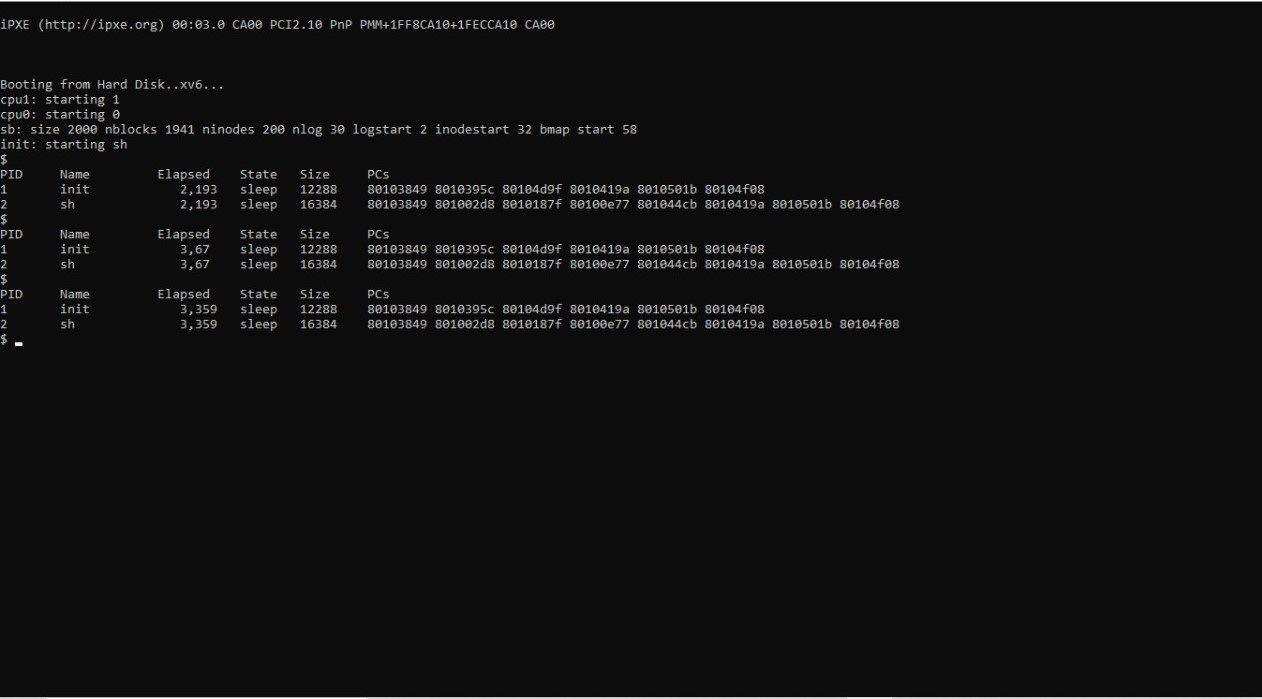 iPXE (http://ipxe.org) 00:03.0 CA00 PCI2.10 PnP PMM+1FF8CA10+1FECCA10 CA00
Booting from Hard Disk..xv6...
cpu1: starting 1
cpu0: starting 0
sb: size 2000 nblocks 1941 ninodes 200 nlog 30 logstart 2 inodestart 32 bmap start 58
init: starting sh
$
PID     Name         Elapsed    State   Size     PCs
1       init            2,193   sleep   12288    80103849 8010395c 80104d9f 8010419a 8010501b 80104f08
2       sh              2,193   sleep   16384    80103849 801002d8 8010187f 80100e77 801044cb 8010419a 8010501b 80104f08
$
PID     Name         Elapsed    State   Size     PCs
1       init            3,67    sleep   12288    80103849 8010395c 80104d9f 8010419a 8010501b 80104f08
2       sh              3,67    sleep   16384    80103849 801002d8 8010187f 80100e77 801044cb 8010419a 8010501b 80104f08
$
PID     Name         Elapsed    State   Size     PCs
1       init            3,359   sleep   12288    80103849 8010395c 80104d9f 8010419a 8010501b 80104f08
2       sh              3,359   sleep   16384    80103849 801002d8 8010187f 80100e77 801044cb 8010419a 8010501b 80104f08
$